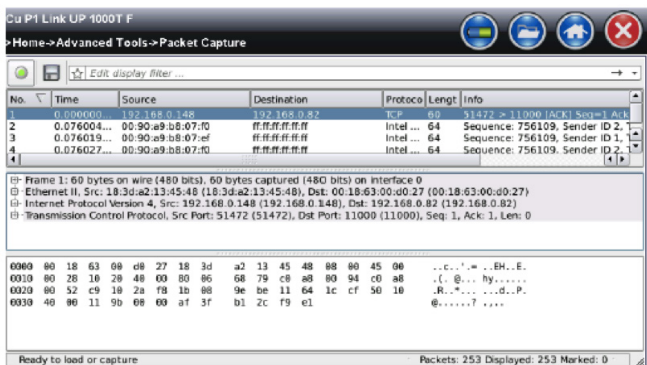 Cu P1 Link UP 1000T F
>Home->Advanced Tools->Packet Capture
Edit display filter ...
No. Time Source Destination Protoco Lengt Info
1 0.000000... 192.168.0.148 192.168.0.82 TCP 60 51472 > 11000 [ACK] Seq=1 Ack
2 0.076004... 00:90:a9:b8:07:f0 ff:ff:ff:ff:ff:ff Intel ... 64 Sequence: 756109, Sender ID 2,
3 0.076019... 00:90:a9:b8:07:ef ff:ff:ff:ff:ff:ff Intel ... 64 Sequence: 756109, Sender ID 1,
4 0.076027... 00:90:a9:b8:07:f0 ff:ff:ff:ff:ff:ff Intel ... 64 Sequence: 756109, Sender ID 2,
Frame 1: 60 bytes on wire (480 bits), 60 bytes captured (480 bits) on interface 0
Ethernet II, Src: 18:3d:a2:13:45:48 (18:3d:a2:13:45:48), Dst: 00:18:63:00:d0:27 (00:18:63:00:d0:27)
Internet Protocol Version 4, Src: 192.168.0.148 (192.168.0.148), Dst: 192.168.0.82 (192.168.0.82)
Transmission Control Protocol, Src Port: 51472 (51472), Dst Port: 11000 (11000), Seq: 1, Ack: 1, Len: 0
0000 00 18 63 00 d0 27 18 3d a2 13 45 48 08 00 45 00 ..c..'.= ..EH..E.
0010 00 28 10 20 40 00 80 06 68 79 c0 a8 00 94 c0 a8 .(. @... hy......
0020 00 52 c9 10 2a f8 1b 08 9e be 11 64 1c cf 50 10 .R..*... ...d..P.
0030 40 00 11 9b 00 00 af 3f b1 2c f9 e1 @......? .,..
Ready to load or capture Packets: 253 Displayed: 253 Marked: 0